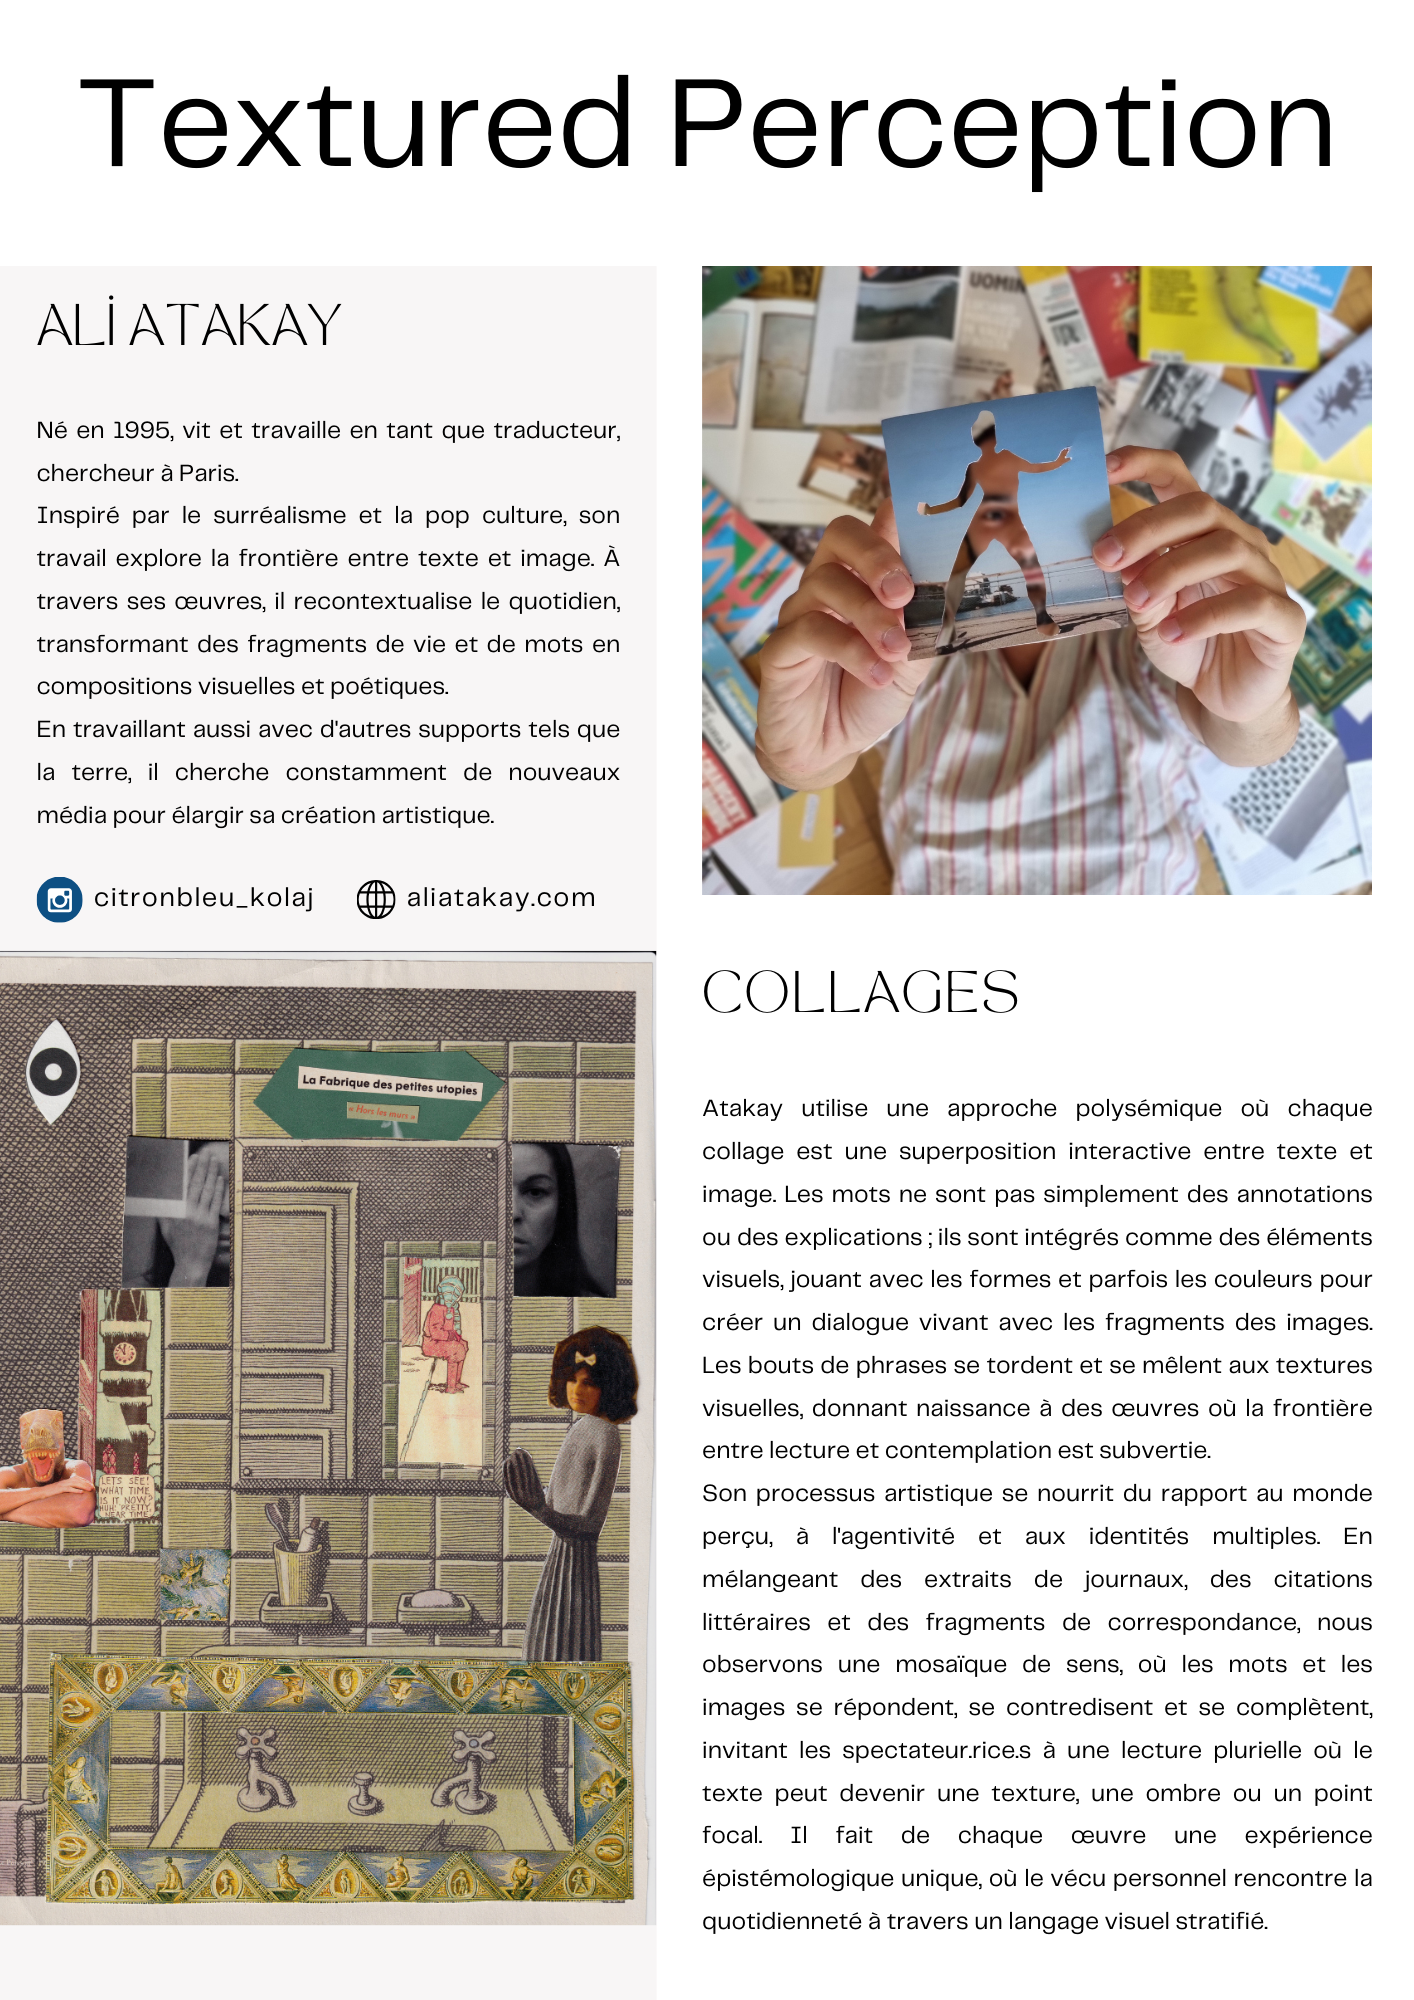 Textured Perception
ALİ ATAKAY
Né en 1995, vit et travaille en tant que traducteur,
chercheur à Paris.
Inspiré par le surréalisme et la pop culture, son
travail explore la frontière entre texte et image. À
travers ses œuvres, il recontextualise le quotidien,
transformant des fragments de vie et de mots en
compositions visuelles et poétiques.
En travaillant aussi avec d'autres supports tels que
la terre, il cherche constamment de nouveaux
média pour élargir sa création artistique.
citronbleu_kolaj
aliatakay.com
UOMIN
La Fabrique des petites utopies
« Hors les murs »
LET'S SEE!
WHAT TIME
IS IT NOW?
HUH! PRETTY
NEAR TIME
COLLAGES
Atakay utilise une approche polysémique où chaque
collage est une superposition interactive entre texte et
image. Les mots ne sont pas simplement des annotations
ou des explications ; ils sont intégrés comme des éléments
visuels, jouant avec les formes et parfois les couleurs pour
créer un dialogue vivant avec les fragments des images.
Les bouts de phrases se tordent et se mêlent aux textures
visuelles, donnant naissance à des œuvres où la frontière
entre lecture et contemplation est subvertie.
Son processus artistique se nourrit du rapport au monde
perçu, à l'agentivité et aux identités multiples. En
mélangeant des extraits de journaux, des citations
littéraires et des fragments de correspondance, nous
observons une mosaïque de sens, où les mots et les
images se répondent, se contredisent et se complètent,
invitant les spectateur.rice.s à une lecture plurielle où le
texte peut devenir une texture, une ombre ou un point
focal. Il fait de chaque œuvre une expérience
épistémologique unique, où le vécu personnel rencontre la
quotidienneté à travers un langage visuel stratifié.